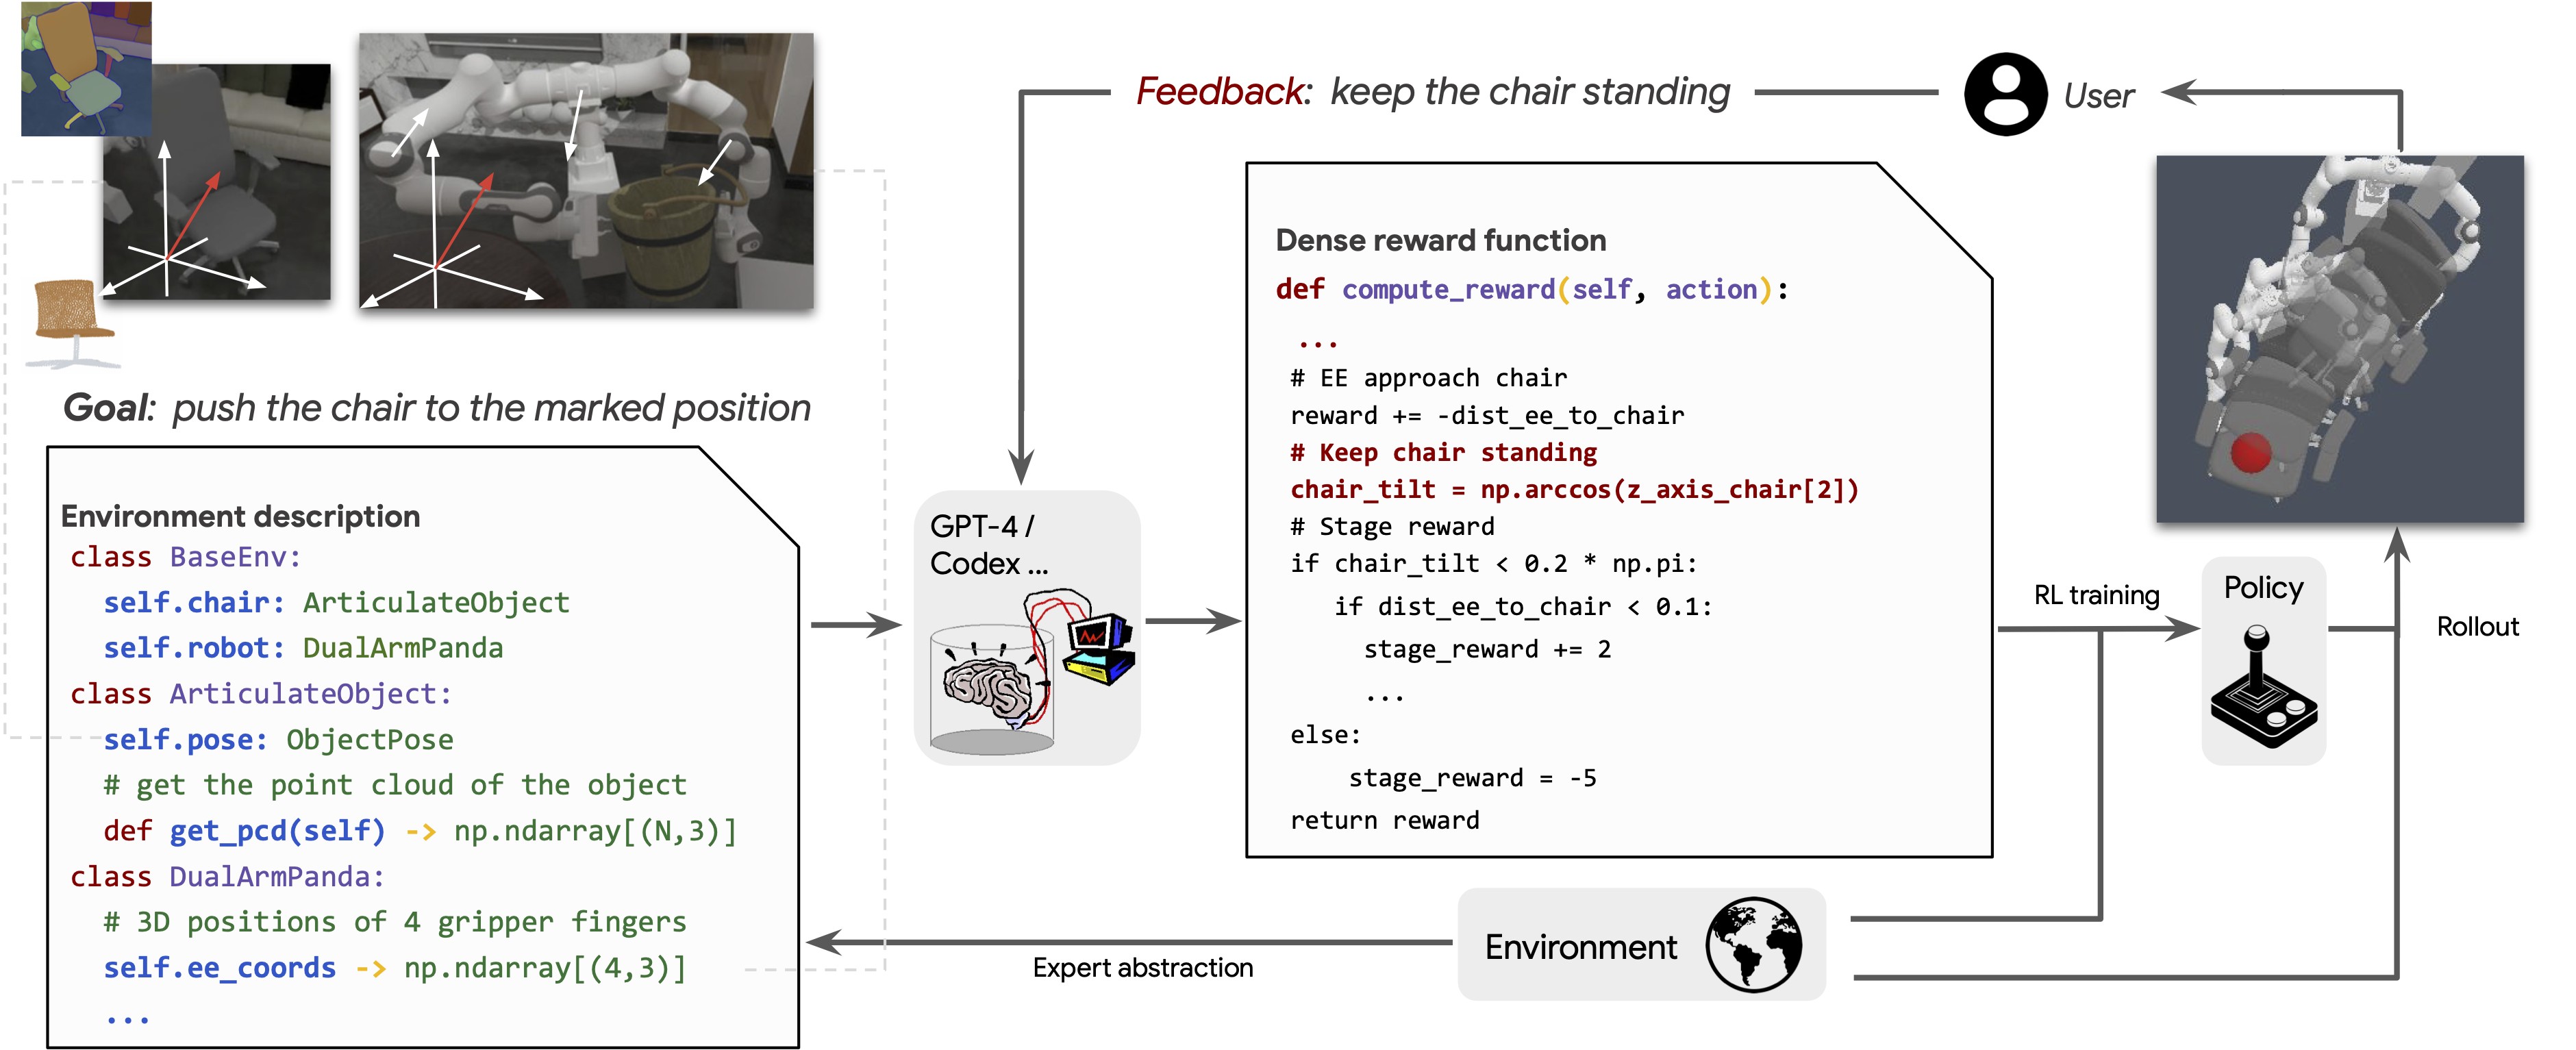 Goal: push the chair to the marked position
Environment description
class BaseEnv:
self.chair: ArticulateObject
self.robot: DualArmPanda
class ArticulateObject:
self.pose: ObjectPose
# get the point cloud of the object
def get_pcd(self) -> np.ndarray[(N,3)]
class DualArmPanda:
# 3D positions of 4 gripper fingers
self.ee_coords -> np.ndarray[(4,3)]
...
GPT-4 /
Codex ...
Feedback: keep the chair standing
User
Dense reward function
def compute_reward(self, action):
...
# EE approach chair
reward += -dist_ee_to_chair
# Keep chair standing
chair_tilt = np.arccos(z_axis_chair[2])
# Stage reward
if chair_tilt < 0.2 * np.pi:
if dist_ee_to_chair < 0.1:
stage_reward += 2
...
else:
stage_reward = -5
return reward
RL training
Policy
Rollout
Environment
Expert abstraction